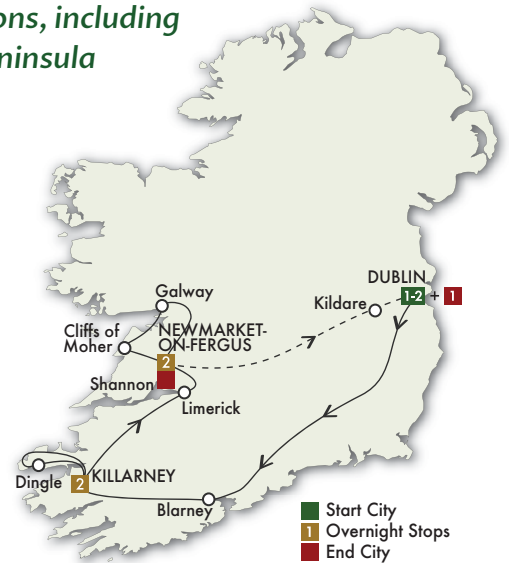 ons, including
ninsula
DUBLIN
1-2 + 1
Kildare
Galway
Cliffs of
Moher
NEWMARKET-
ON-FERGUS
2
Shannon
Limerick
Dingle
2
KILLARNEY
Blarney
Start City
1 Overnight Stops
End City